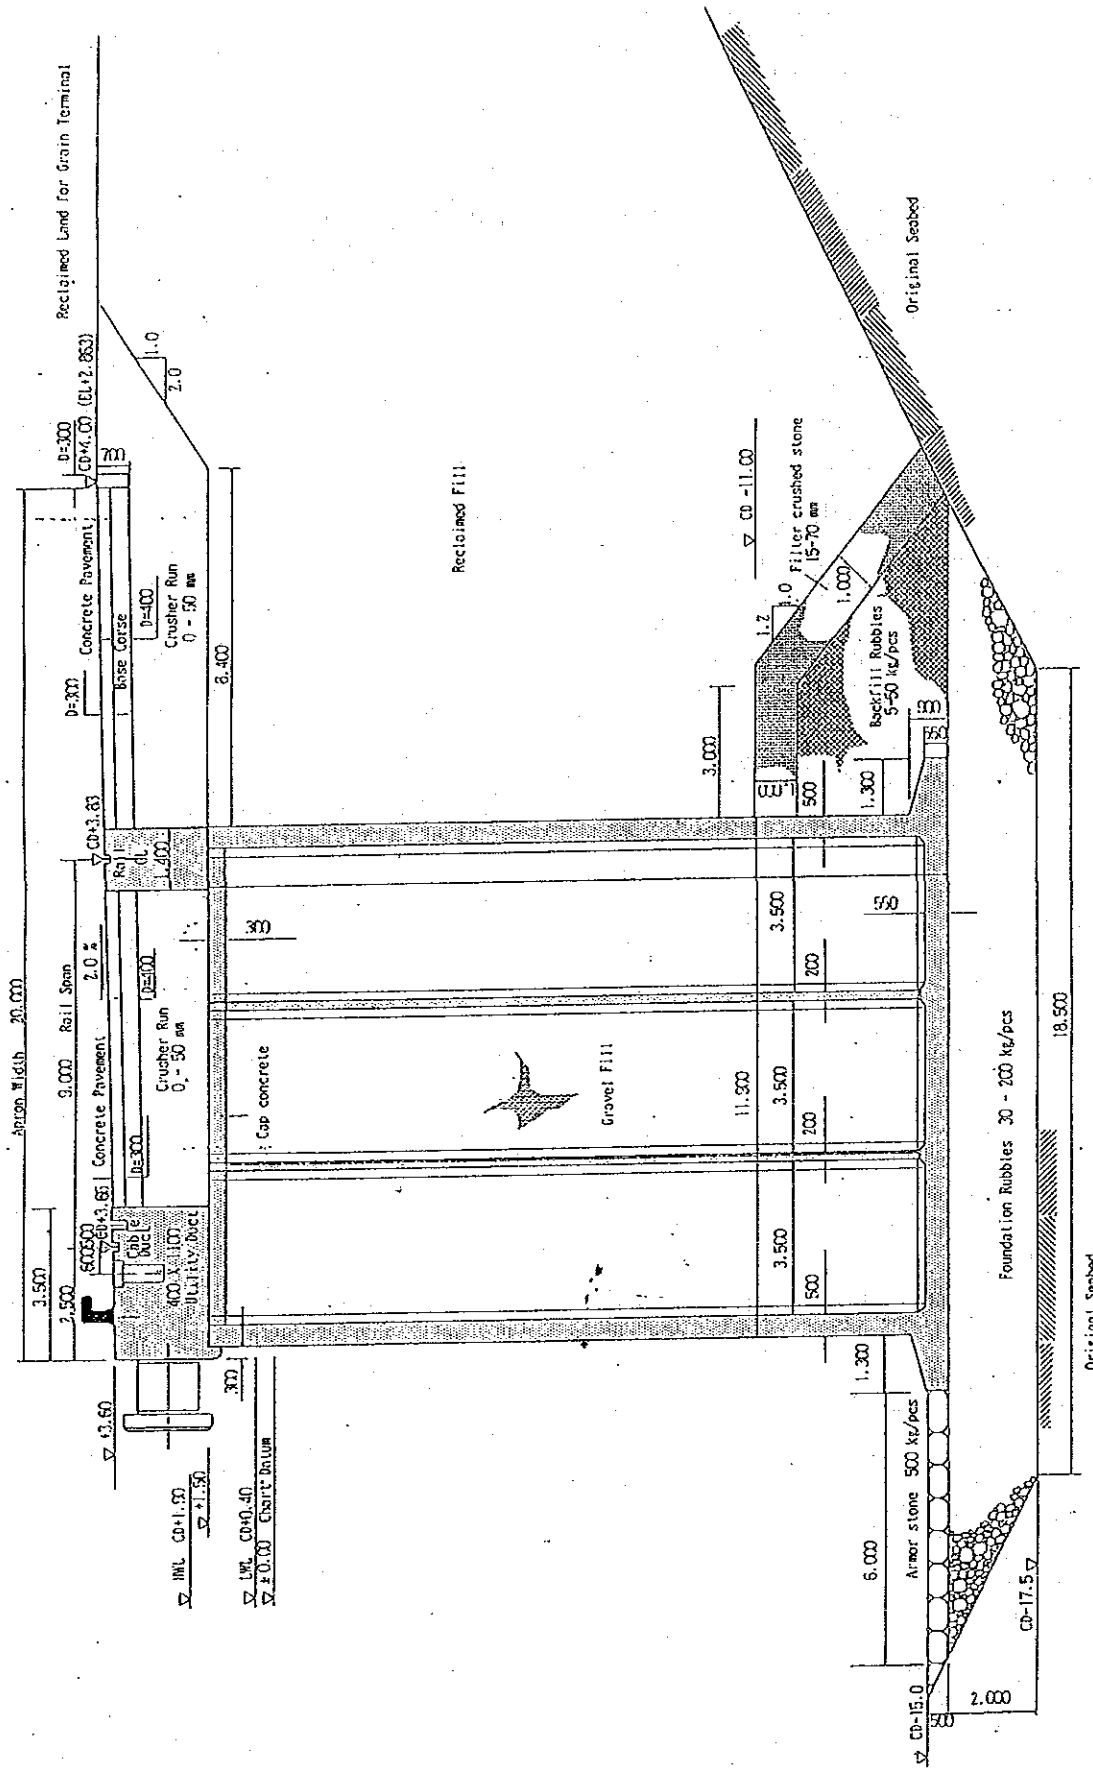 Reclaimed Land for Grain Terminal
Apron Width 20.000
9.000 Rail Span
3.500
2.500
CD+3.83
D=300
CD+4.00 (EL+2.863)
700
2.0 %
Concrete Pavement
CD+3.66
D=300
Concrete Pavement
Base Corse
D=400
Crusher Run
0 - 50 mm
D=300
D=400
Crusher Run
0 - 50 mm
1.400
Cable
Duct
400 X 1100
Utility Duct
+3.60
1.0
2.0
8.400
HWL CD+1.90
+1.50
LWL CD+0.40
± 0.00 Chart Datum
300
300
Cap concrete
Gravel Fill
Reclaimed Fill
CD -11.00
Filter crushed stone
15-70 mm
1.2
1.0
1.000
3.000
Backfill Rubbles
5-50 kg/pcs
11.900
3.500
3.500
3.500
500
200
200
500
1.300
1.300
550
550
Original Seabed
6.000
Armor stone 500 kg/pcs
Foundation Rubbles 30 - 200 kg/pcs
CD-15.0
500
2.000
CD-17.5
18.500
Original Seabed